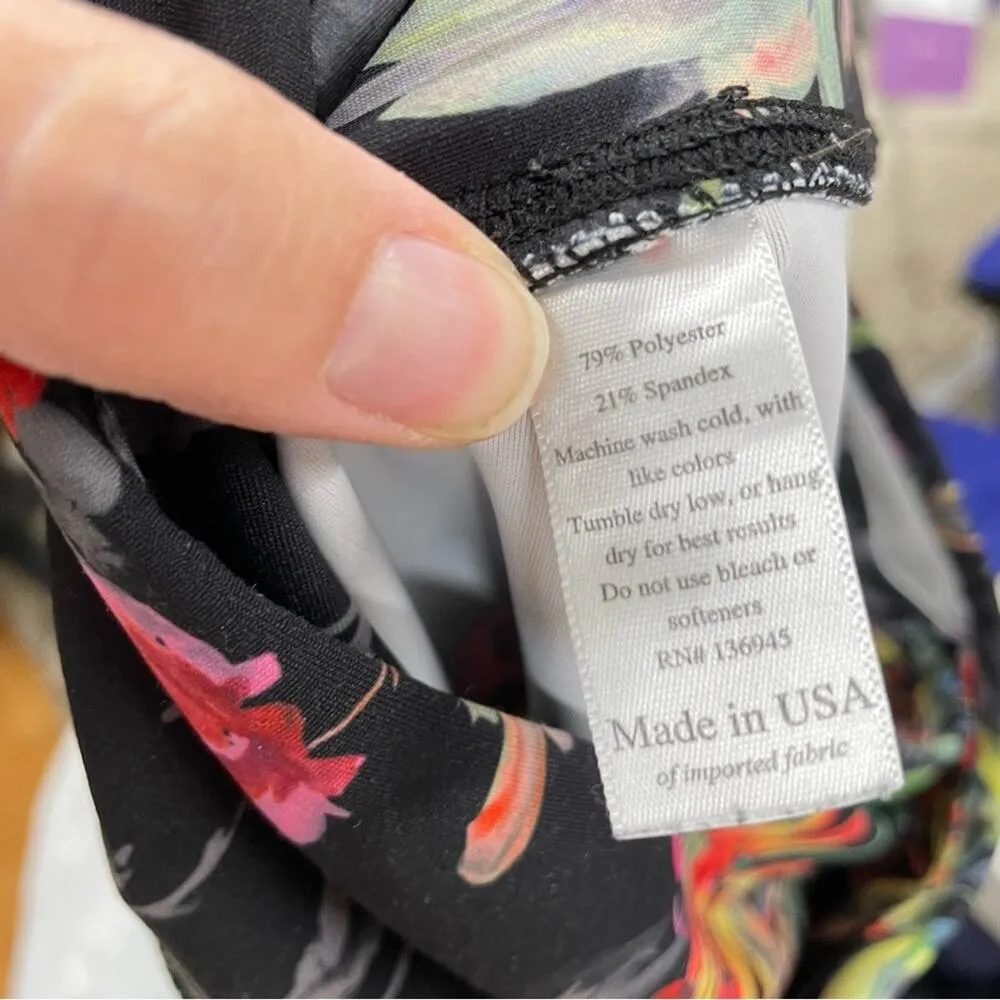 79% Polyester
21% Spandex
Machine wash cold, with
like colors
Tumble dry low, or hang
dry for best results
Do not use bleach or
softeners
RN# 136945
Made in USA
of imported fabric